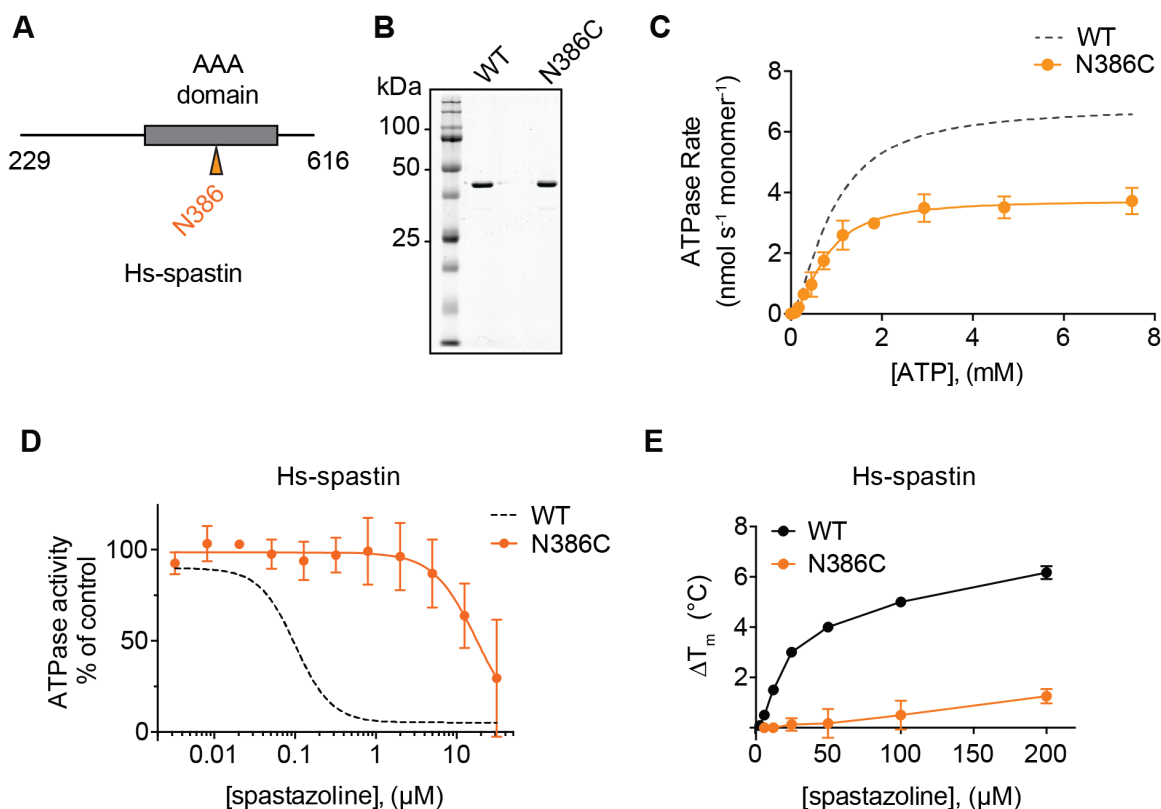 A
AAA
domain
229
616
N386
Hs-spastin
B
kDa
WT
N386C
100
50
25
C
WT
N386C
8
6
4
2
0
ATPase Rate
(nmol s⁻¹ monomer⁻¹)
0 2 4 6 8
[ATP], (mM)
D
Hs-spastin
WT
N386C
100
50
0
ATPase activity
% of control
0.01 0.1 1 10
[spastazoline], (µM)
E
Hs-spastin
WT
N386C
8
6
4
2
ΔTm (°C)
0 50 100 150 200
[spastazoline], (µM)